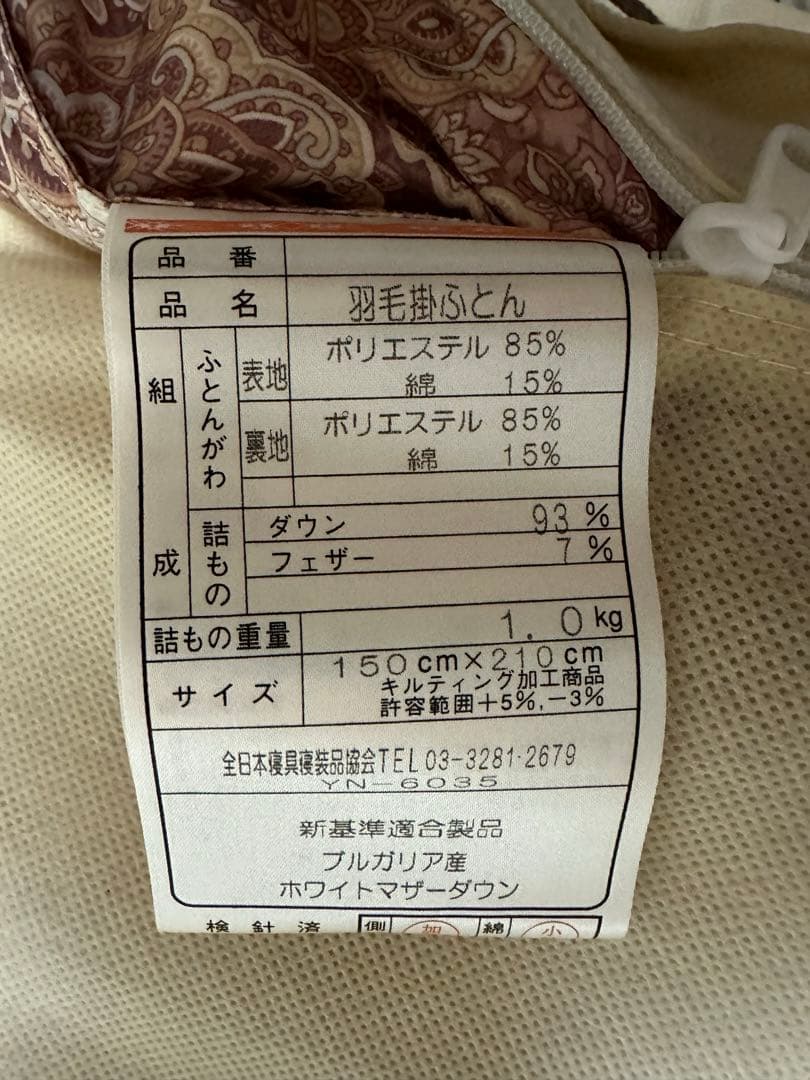 品番
品名 羽毛掛ふとん
組成 ふとんがわ 表地 ポリエステル 85%
綿 15%
裏地 ポリエステル 85%
綿 15%
詰もの ダウン 93%
フェザー 7%
詰もの重量 1.0kg
サイズ 150cm×210cm
キルティング加工商品
許容範囲+5%,-3%
全日本寝具寝装品協会TEL03-3281-2679
YN-6035
新基準適合製品
ブルガリア産
ホワイトマザーダウン
検針済 側 加 綿 小